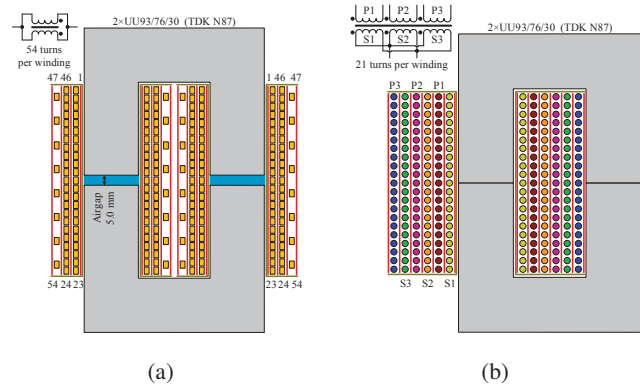 2×UU93/76/30 (TDK N87)
54 turns
per winding
47 46 1
1 46 47
Airgap
5.0 mm
54 24 23
23 24 54
(a)
P1 P2 P3
S1 S2 S3
2×UU93/76/30 (TDK N87)
21 turns per winding
P3 P2 P1
S3 S2 S1
(b)